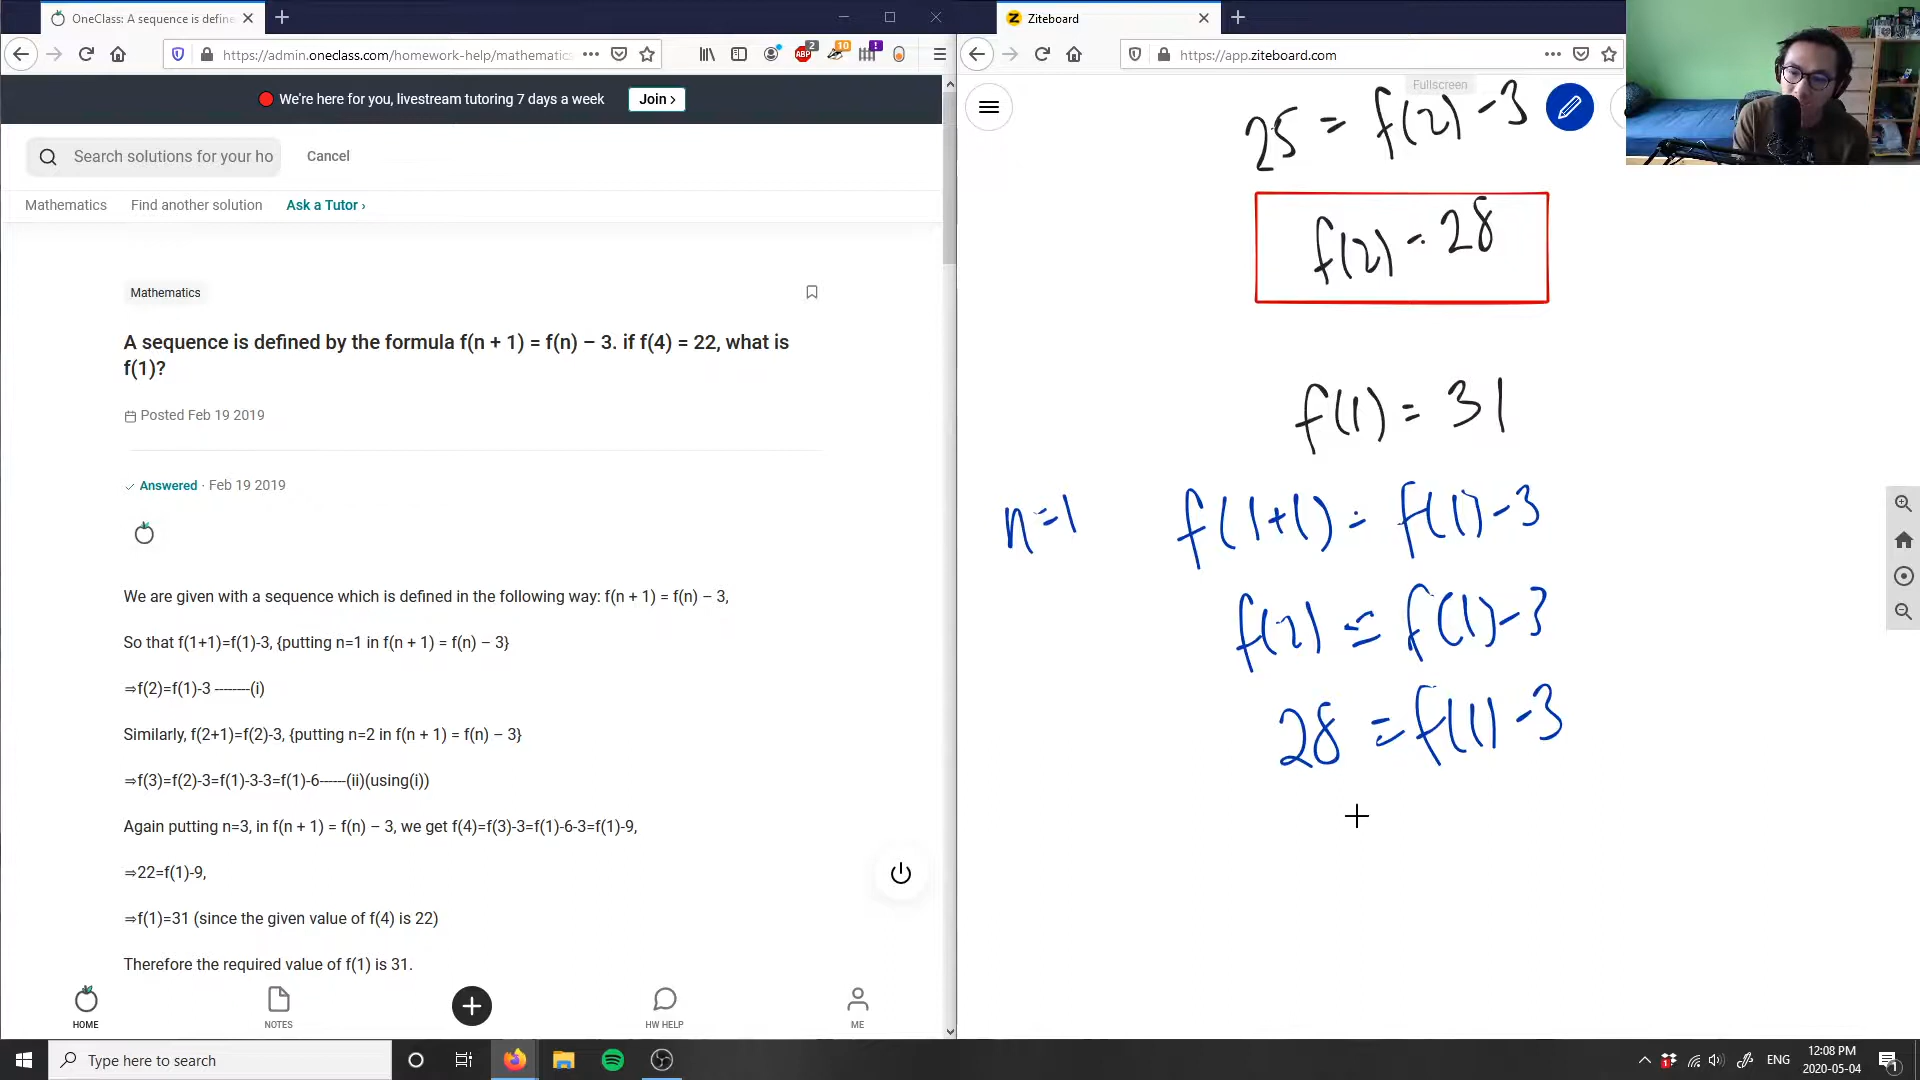 OneClass: A sequence is define
https://admin.oneclass.com/homework-help/mathematics
2
10
!
We're here for you, livestream tutoring 7 days a week
Join ›
Search solutions for your ho
Cancel
Mathematics
Find another solution
Ask a Tutor ›
Mathematics
A sequence is defined by the formula f(n + 1) = f(n) – 3. if f(4) = 22, what is
f(1)?
Posted Feb 19 2019
Answered · Feb 19 2019
We are given with a sequence which is defined in the following way: f(n + 1) = f(n) – 3,
So that f(1+1)=f(1)-3, {putting n=1 in f(n + 1) = f(n) – 3}
⇒f(2)=f(1)-3 --------(i)
Similarly, f(2+1)=f(2)-3, {putting n=2 in f(n + 1) = f(n) – 3}
⇒f(3)=f(2)-3=f(1)-3-3=f(1)-6------(ii)(using(i))
Again putting n=3, in f(n + 1) = f(n) – 3, we get f(4)=f(3)-3=f(1)-6-3=f(1)-9,
⇒22=f(1)-9,
⇒f(1)=31 (since the given value of f(4) is 22)
Therefore the required value of f(1) is 31.
HOME
NOTES
HW HELP
ME
Ziteboard
https://app.ziteboard.com
Fullscreen
25 = f(2) -3
f(2) = 28
f(1) = 31
n=1 f(1+1) = f(1) -3
f(2) = f(1) -3
28 = f(1) -3
Type here to search
ENG
12:08 PM
2020-05-04
1